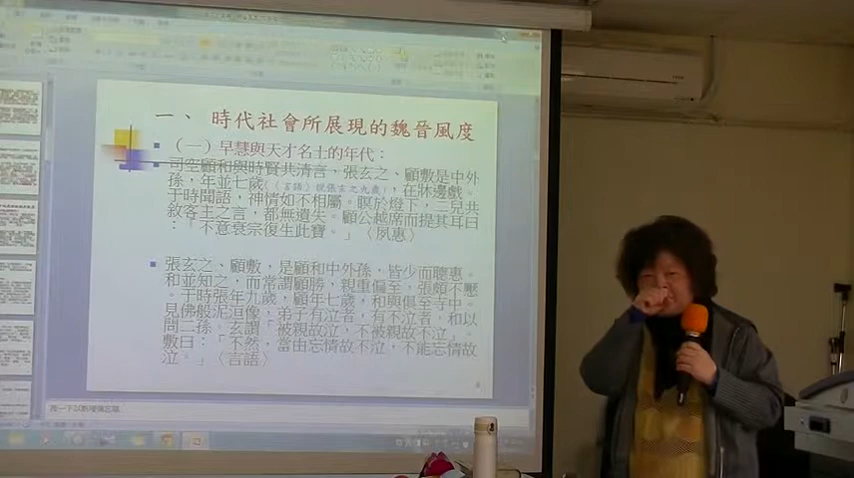 一、 時代社會所展現的魏晉風度
（一）早慧與天才名士的年代：
司空顧和與時賢共清言，張玄之、顧敷是中外
孫，年並七歲（《言語》說張玄之九歲），在牀邊戲。
于時聞語，神情如不相屬。瞑於燈下，二兒共
敘客主之言，都無遺失。顧公越席而提其耳曰
：「不意衰宗復生此寶。」〈夙惠〉
張玄之、顧敷，是顧和中外孫，皆少而聰惠。
和並知之，而常謂顧勝，親重偏至，張頗不懕
。于時張年九歲，顧年七歲，和與俱至寺中。
見佛般泥洹像，弟子有泣者，有不泣者，和以
問二孫。玄謂「被親故泣，不被親故不泣」。
敷曰：「不然，當由忘情故不泣，不能忘情故
泣。」〈言語〉
按一下以新增備忘稿